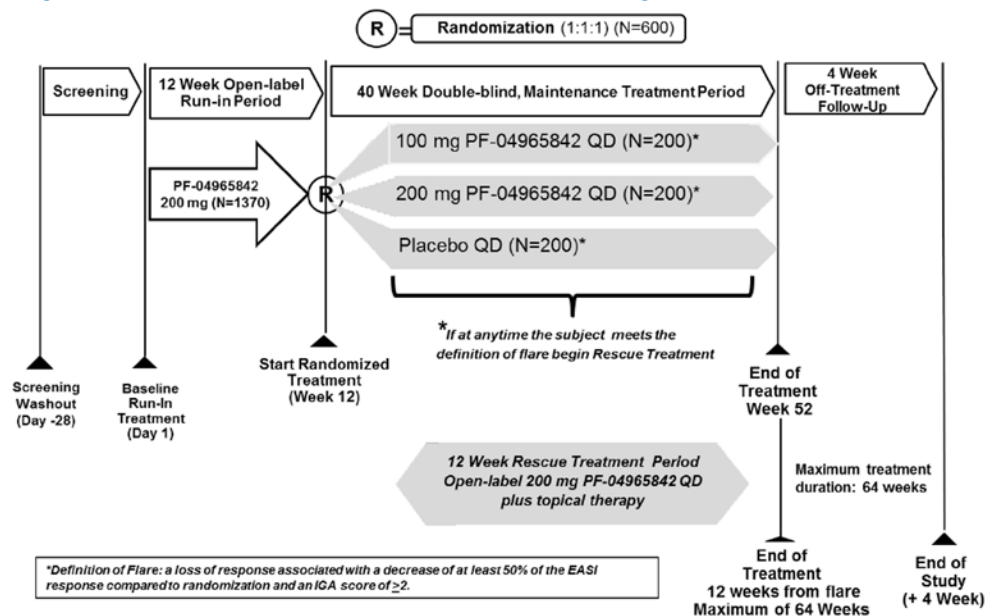 R = Randomization (1:1:1) (N=600)
Screening
12 Week Open-label
Run-in Period
40 Week Double-blind, Maintenance Treatment Period
4 Week
Off-Treatment
Follow-Up
PF-04965842
200 mg (N=1370)
R
100 mg PF-04965842 QD (N=200)*
200 mg PF-04965842 QD (N=200)*
Placebo QD (N=200)*
*If at anytime the subject meets the
definition of flare begin Rescue Treatment
Screening
Washout
(Day -28)
Baseline
Run-In
Treatment
(Day 1)
Start Randomized
Treatment
(Week 12)
End of
Treatment
Week 52
12 Week Rescue Treatment Period
Open-label 200 mg PF-04965842 QD
plus topical therapy
Maximum treatment
duration: 64 weeks
End of
Treatment
12 weeks from flare
Maximum of 64 Weeks
End of
Study
(+ 4 Week)
*Definition of Flare: a loss of response associated with a decrease of at least 50% of the EASI
response compared to randomization and an IGA score of ≥2.